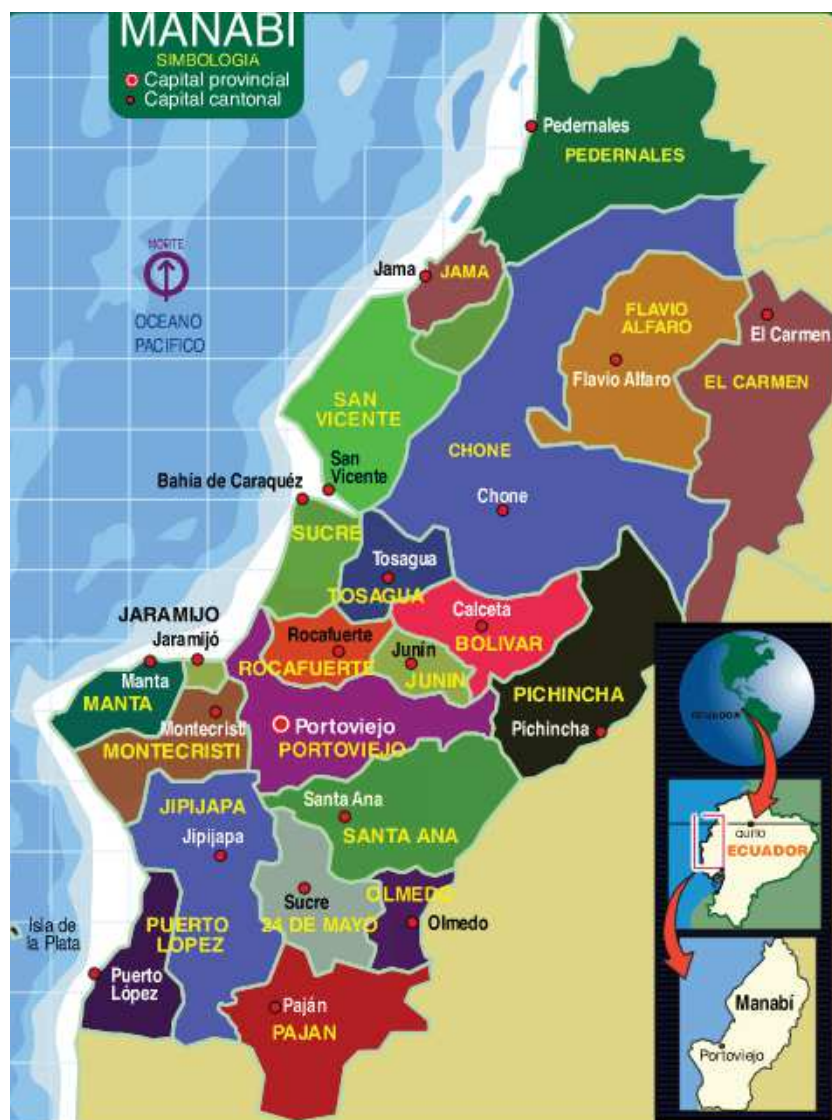 MANABI
SIMBOLOGIA
Capital provincial
Capital cantonal
Pedernales
PEDERNALES
NORTE
OCEANO
PACIFICO
Jama
JAMA
FLAVIO
ALFARO
El Carmen
Flavio Alfaro
EL CARMEN
SAN
VICENTE
CHONE
San
Vicente
Bahía de Caraquéz
Chone
SUCRE
Tosagua
TOSAGUA
Calceta
BOLIVAR
JARAMIJO
Jaramijó
Rocafuerte
ROCAFUERTE
Junín
JUNIN
Manta
MANTA
PICHINCHA
Pichincha
Montecristi
MONTECRISTI
Portoviejo
PORTOVIEJO
ECUADOR
JIPIJAPA
Jipijapa
Santa Ana
SANTA ANA
quito
ECUADOR
Sucre
24 DE MAYO
OLMEDO
Olmedo
PUERTO
LÓPEZ
Isla de
la Plata
Puerto
López
Paján
PAJAN
Manabí
Portoviejo